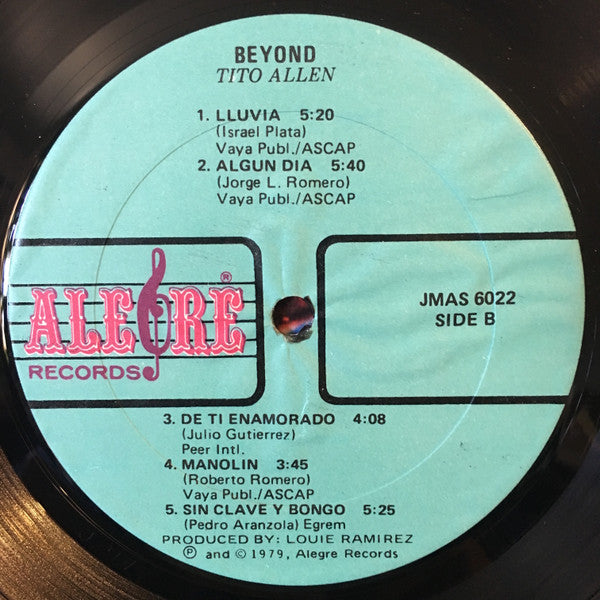 BEYOND
TITO ALLEN
1. LLUVIA 5:20
(Israel Plata)
Vaya Publ./ASCAP
2. ALGUN DIA 5:40
(Jorge L. Romero)
Vaya Publ./ASCAP
ALEGRE®
RECORDS
JMAS 6022
SIDE B
3. DE TI ENAMORADO 4:08
(Julio Gutierrez)
Peer Intl.
4. MANOLIN 3:45
(Roberto Romero)
Vaya Publ./ASCAP
5. SIN CLAVE Y BONGO 5:25
(Pedro Aranzola) Egrem
PRODUCED BY: LOUIE RAMIREZ
℗ and © 1979, Alegre Records